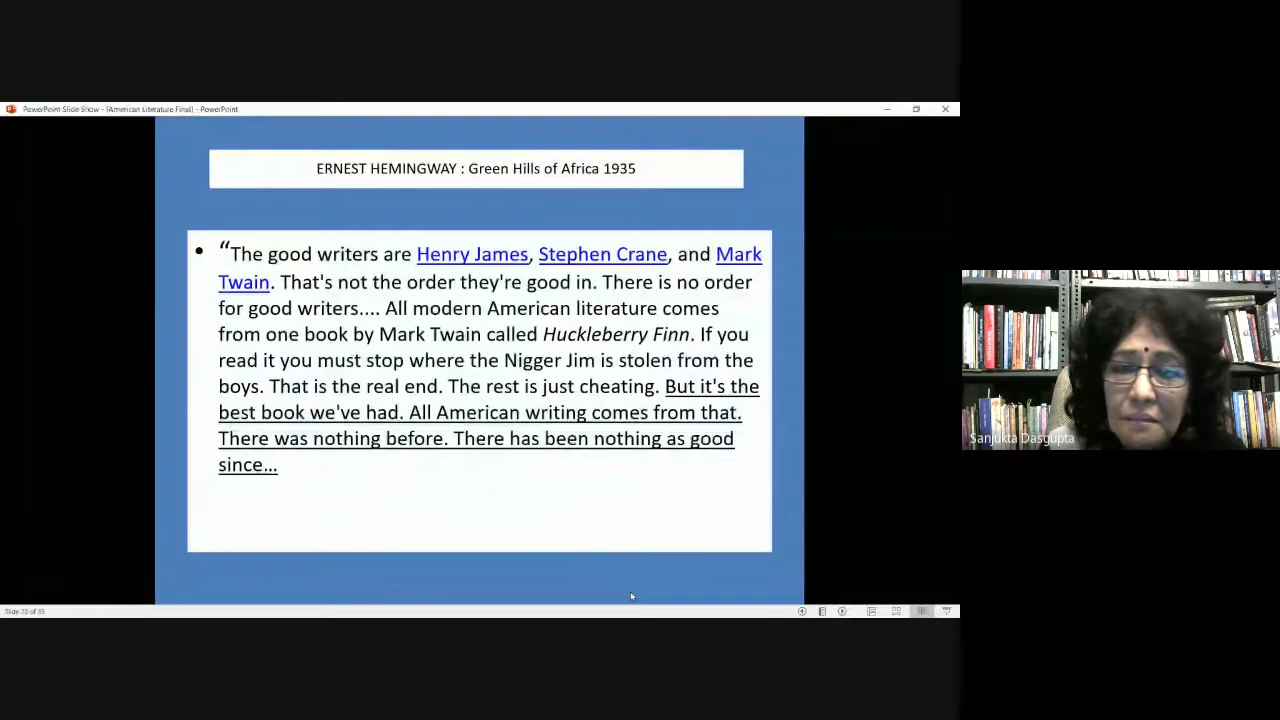 PowerPoint Slide Show - [American Literature Final] - PowerPoint
ERNEST HEMINGWAY : Green Hills of Africa 1935
• “The good writers are Henry James, Stephen Crane, and Mark
Twain. That's not the order they're good in. There is no order
for good writers.... All modern American literature comes
from one book by Mark Twain called Huckleberry Finn. If you
read it you must stop where the Nigger Jim is stolen from the
boys. That is the real end. The rest is just cheating. But it's the
best book we've had. All American writing comes from that.
There was nothing before. There has been nothing as good
since…
Sanjukta Dasgupta
Slide 23 of 55